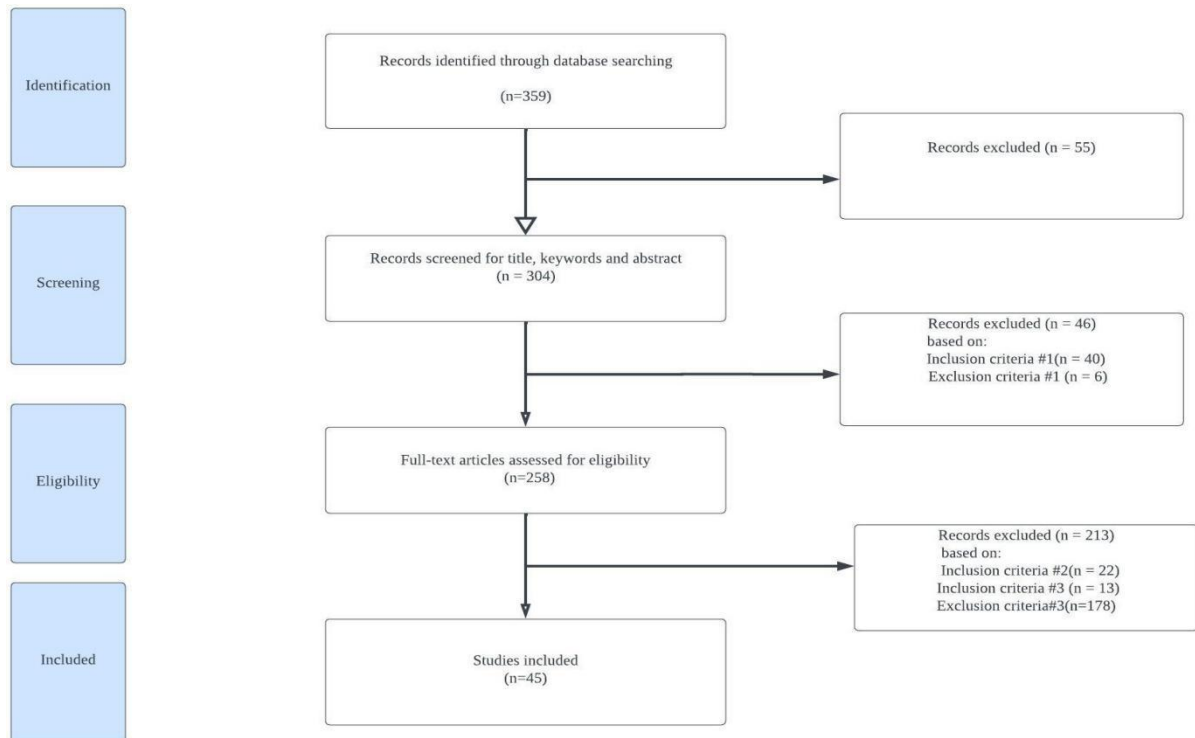 Identification
Records identified through database searching
(n=359)
Records excluded (n = 55)
Screening
Records screened for title, keywords and abstract
(n = 304)
Records excluded (n = 46)
based on:
Inclusion criteria #1(n = 40)
Exclusion criteria #1 (n = 6)
Eligibility
Full-text articles assessed for eligibility
(n=258)
Records excluded (n = 213)
based on:
Inclusion criteria #2(n = 22)
Inclusion criteria #3 (n = 13)
Exclusion criteria#3(n=178)
Included
Studies included
(n=45)